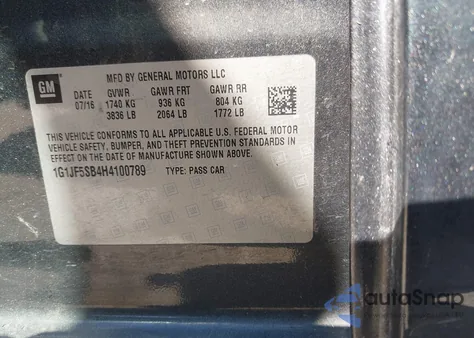 GM
MFD BY GENERAL MOTORS LLC
DATE GVWR GAWR FRT GAWR RR
07/16 1740 KG 936 KG 804 KG
3836 LB 2064 LB 1772 LB
THIS VEHICLE CONFORMS TO ALL APPLICABLE U.S. FEDERAL MOTOR
VEHICLE SAFETY, BUMPER, AND THEFT PREVENTION STANDARDS IN
EFFECT ON THE DATE OF MANUFACTURE SHOWN ABOVE.
1G1JF5SB4H4100789 TYPE: PASS CAR
autoSnap